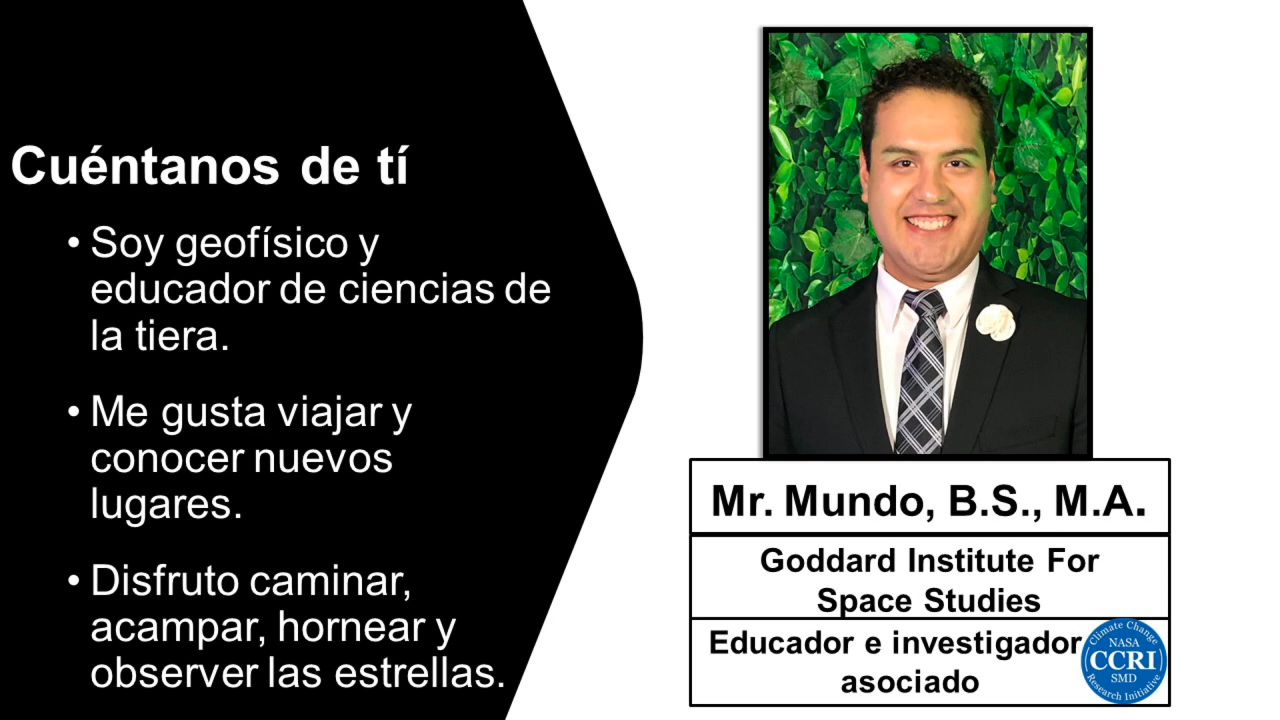 Cuéntanos de tí
• Soy geofísico y
educador de ciencias de
la tiera.
• Me gusta viajar y
conocer nuevos
lugares.
• Disfruto caminar,
acampar, hornear y
observer las estrellas.
Mr. Mundo, B.S., M.A.
Goddard Institute For
Space Studies
Educador e investigador
asociado
Climate Change
NASA
CCRI
SMD
Research Initiative